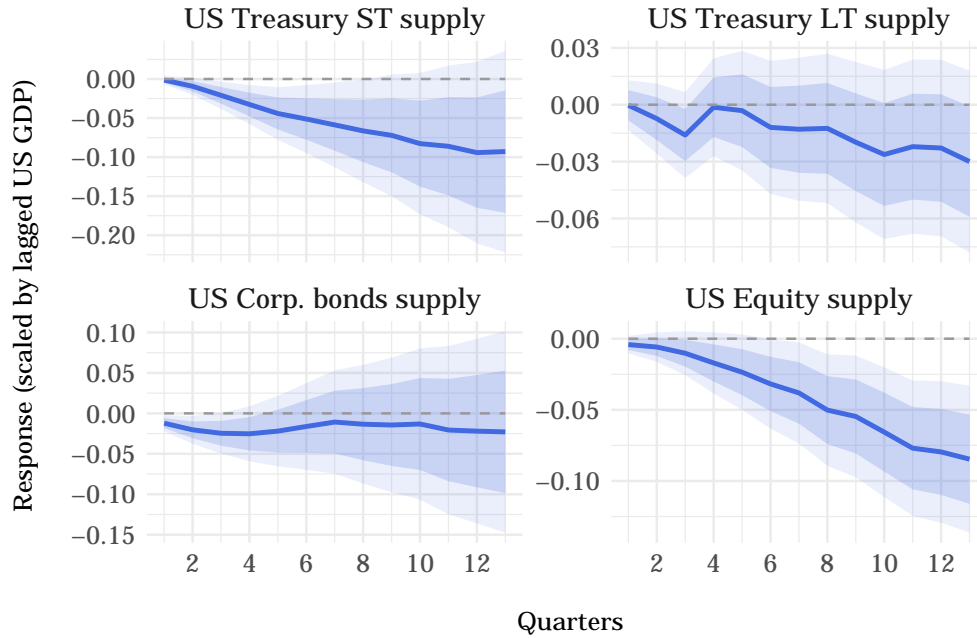 US Treasury ST supply
US Treasury LT supply
Response (scaled by lagged US GDP)
0.00
−0.05
−0.10
−0.15
−0.20
0.03
0.00
−0.03
−0.06
US Corp. bonds supply
US Equity supply
0.10
0.05
0.00
−0.05
−0.10
−0.15
0.00
−0.05
−0.10
2 4 6 8 10 12
2 4 6 8 10 12
Quarters